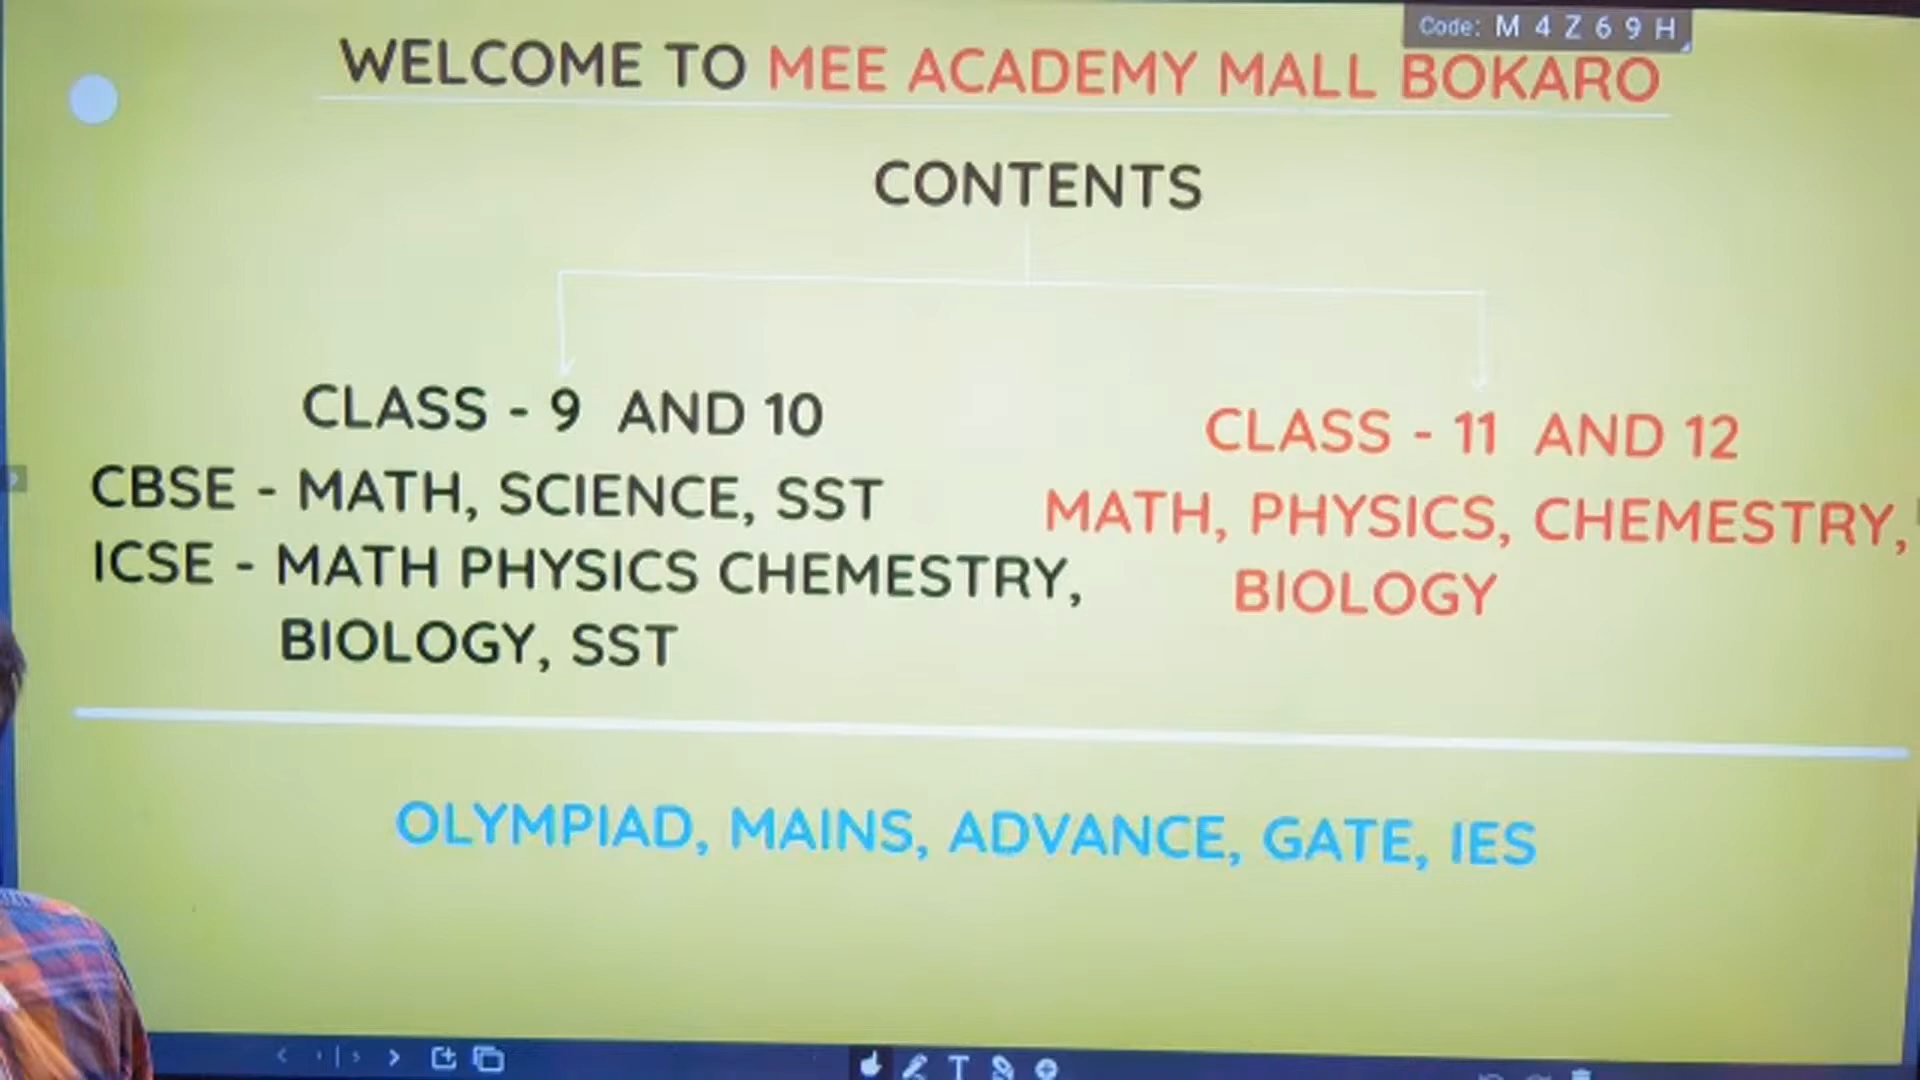 Code: M 4 Z 6 9 H
WELCOME TO MEE ACADEMY MALL BOKARO
CONTENTS
CLASS - 9 AND 10
CBSE - MATH, SCIENCE, SST
ICSE - MATH PHYSICS CHEMESTRY,
BIOLOGY, SST
CLASS - 11 AND 12
MATH, PHYSICS, CHEMESTRY,
BIOLOGY
OLYMPIAD, MAINS, ADVANCE, GATE, IES